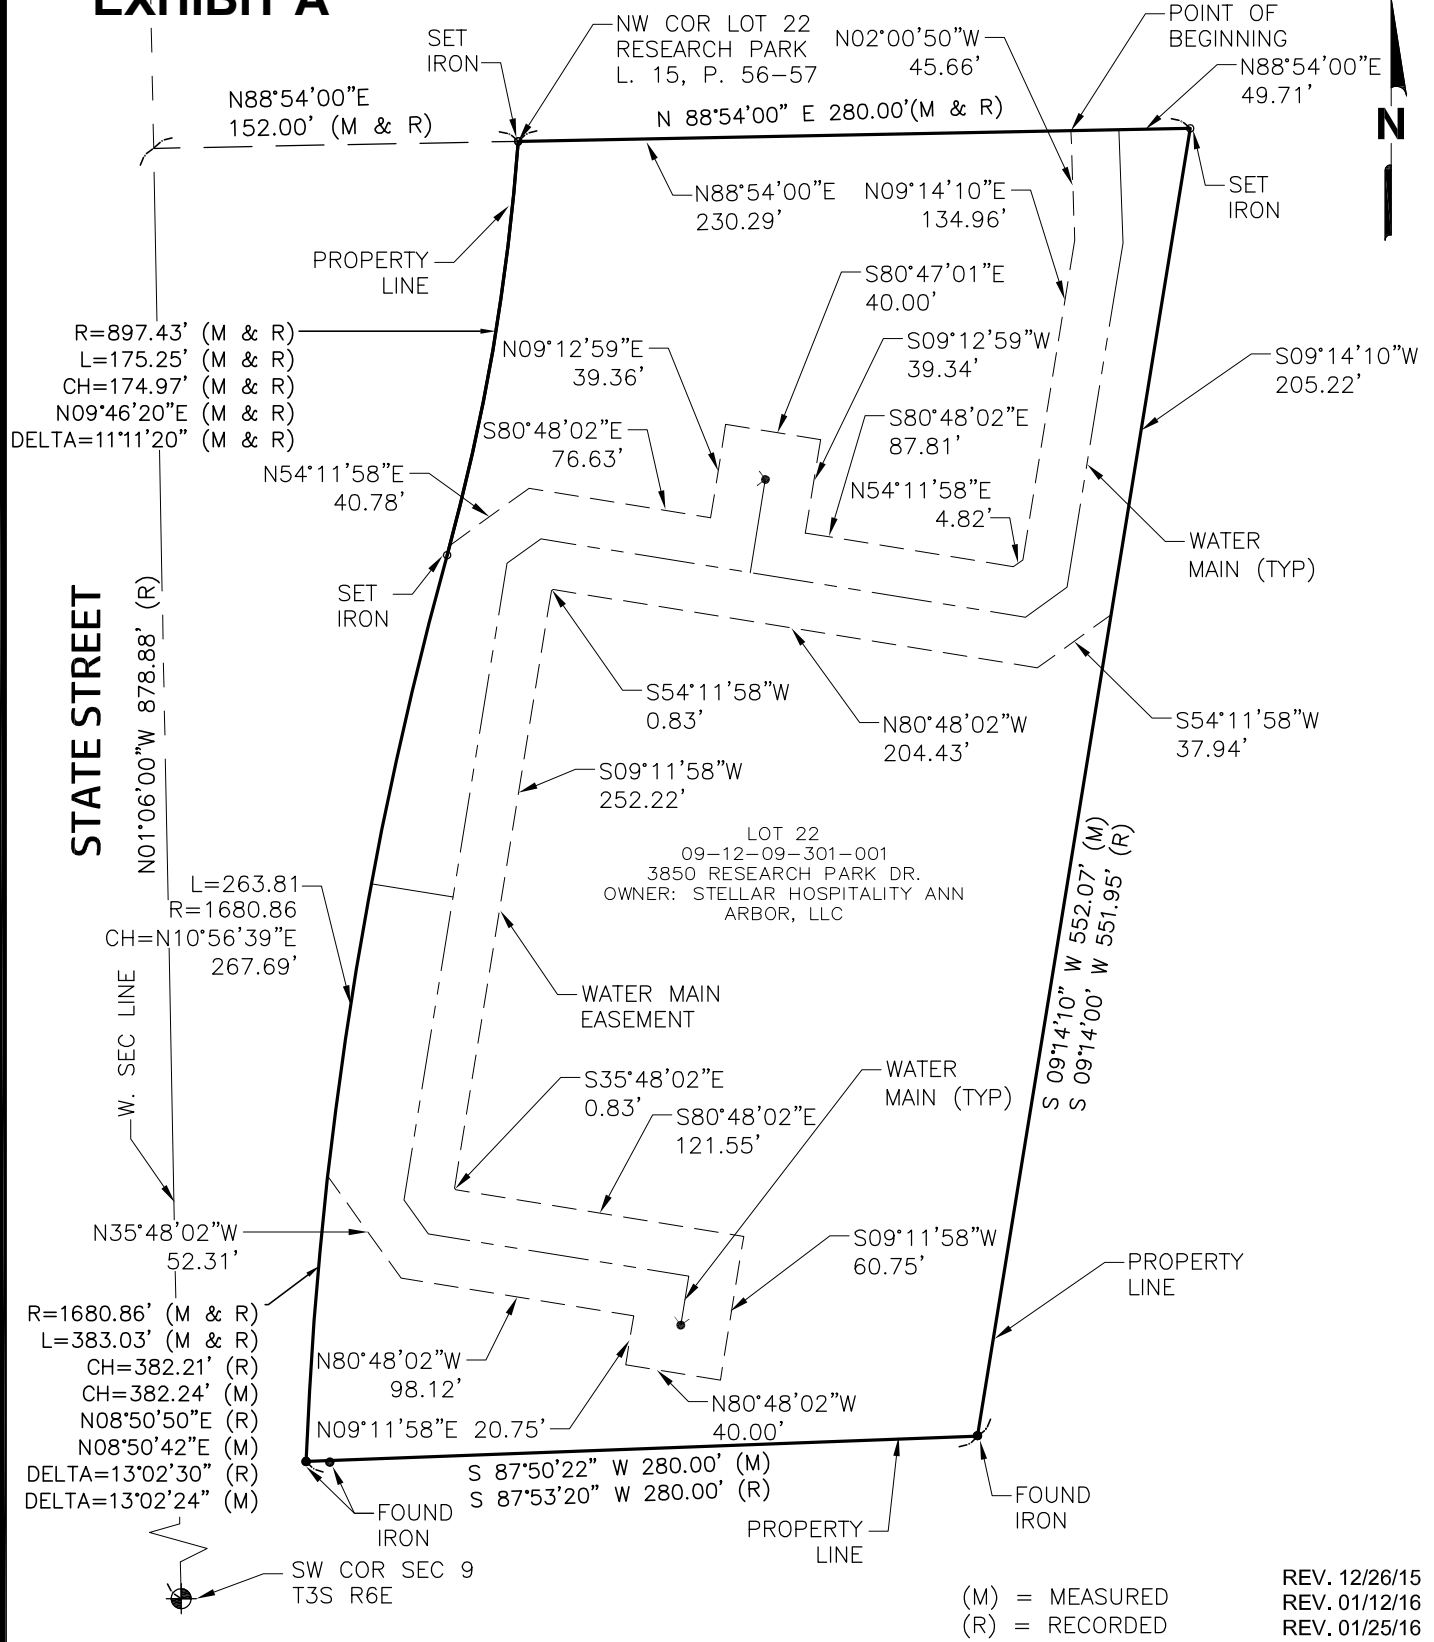 EXHIBIT A
SET
IRON
NW COR LOT 22
RESEARCH PARK
L. 15, P. 56-57
N02°00'50"W
45.66'
POINT OF
BEGINNING
N88°54'00"E
49.71'
N
N88°54'00"E
152.00' (M & R)
N 88°54'00" E 280.00'(M & R)
N88°54'00"E
230.29'
N09°14'10"E
134.96'
SET
IRON
PROPERTY
LINE
S80°47'01"E
40.00'
R=897.43' (M & R)
L=175.25' (M & R)
CH=174.97' (M & R)
N09°46'20"E (M & R)
DELTA=11°11'20" (M & R)
N09°12'59"E
39.36'
S09°12'59"W
39.34'
S09°14'10"W
205.22'
S80°48'02"E
76.63'
S80°48'02"E
87.81'
N54°11'58"E
40.78'
N54°11'58"E
4.82'
WATER
MAIN (TYP)
SET
IRON
STATE STREET
N01°06'00"W 878.88' (R)
S54°11'58"W
0.83'
N80°48'02"W
204.43'
S54°11'58"W
37.94'
S09°11'58"W
252.22'
LOT 22
09-12-09-301-001
3850 RESEARCH PARK DR.
OWNER: STELLAR HOSPITALITY ANN
ARBOR, LLC
L=263.81
R=1680.86
CH=N10°56'39"E
267.69'
S 09°14'10" W 552.07' (M)
S 09°14'00' W 551.95' (R)
W. SEC LINE
WATER MAIN
EASEMENT
S35°48'02"E
0.83'
S80°48'02"E
121.55'
WATER
MAIN (TYP)
N35°48'02"W
52.31'
S09°11'58"W
60.75'
PROPERTY
LINE
R=1680.86' (M & R)
L=383.03' (M & R)
CH=382.21' (R)
CH=382.24' (M)
N08°50'50"E (R)
N08°50'42"E (M)
DELTA=13°02'30" (R)
DELTA=13°02'24" (M)
N80°48'02"W
98.12'
N09°11'58"E 20.75'
N80°48'02"W
40.00'
S 87°50'22" W 280.00' (M)
S 87°53'20" W 280.00' (R)
FOUND
IRON
PROPERTY
LINE
FOUND
IRON
SW COR SEC 9
T3S R6E
(M) = MEASURED
(R) = RECORDED
REV. 12/26/15
REV. 01/12/16
REV. 01/25/16